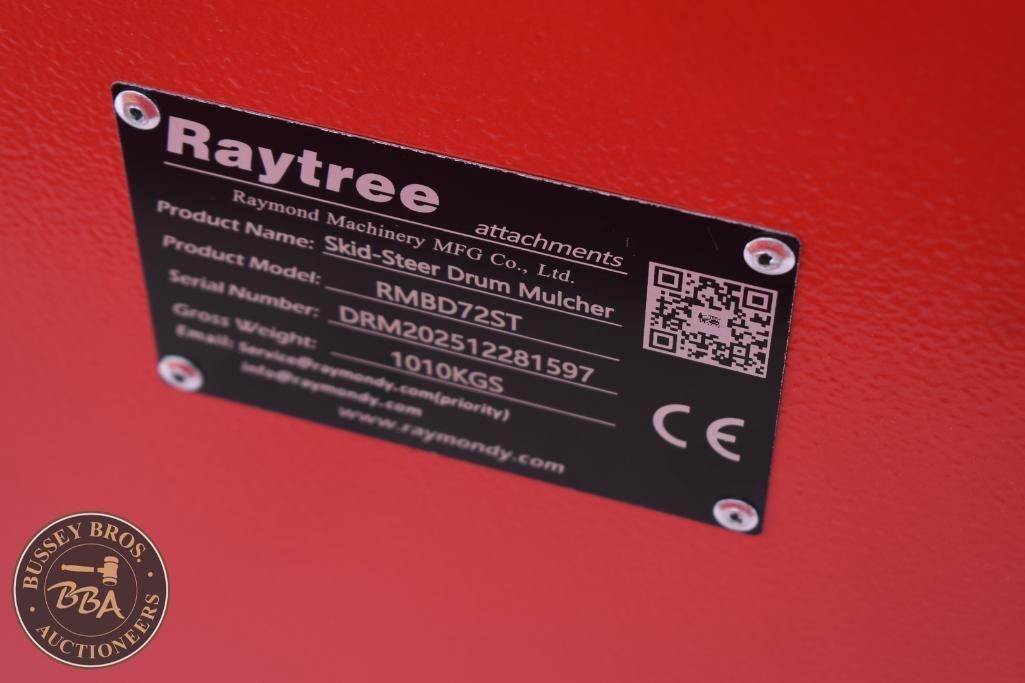 Raytree
attachments
Raymond Machinery MFG Co., Ltd.
Product Name: Skid-Steer Drum Mulcher
Product Model: RMBD72ST
Serial Number: DRM202512281597
Gross Weight: 1010KGS
Email: Service@raymondy.com(priority)
info@raymondy.com
www.raymondy.com
CE
BUSSEY BROS.
BBA
AUCTIONEERS